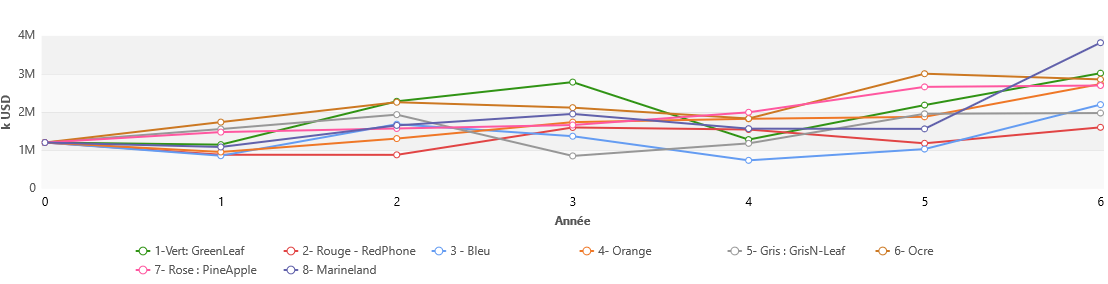 4M
3M
2M
1M
0
k USD
0 1 2 3 4 5 6
Année
1-Vert: GreenLeaf 2- Rouge - RedPhone 3 - Bleu 4- Orange 5- Gris : GrisN-Leaf 6- Ocre
7- Rose : PineApple 8- Marineland